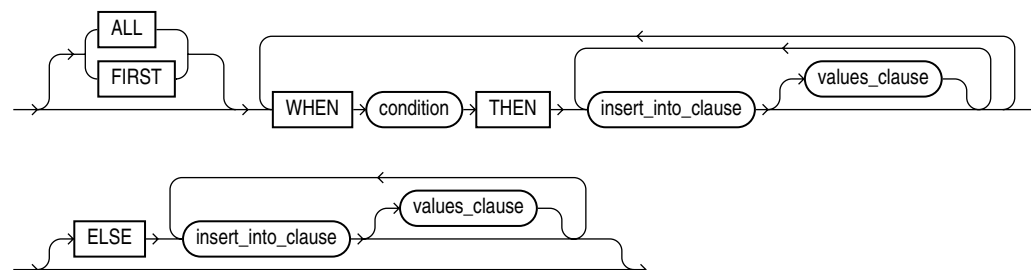 ALL
FIRST
values_clause
WHEN condition THEN insert_into_clause
values_clause
ELSE insert_into_clause